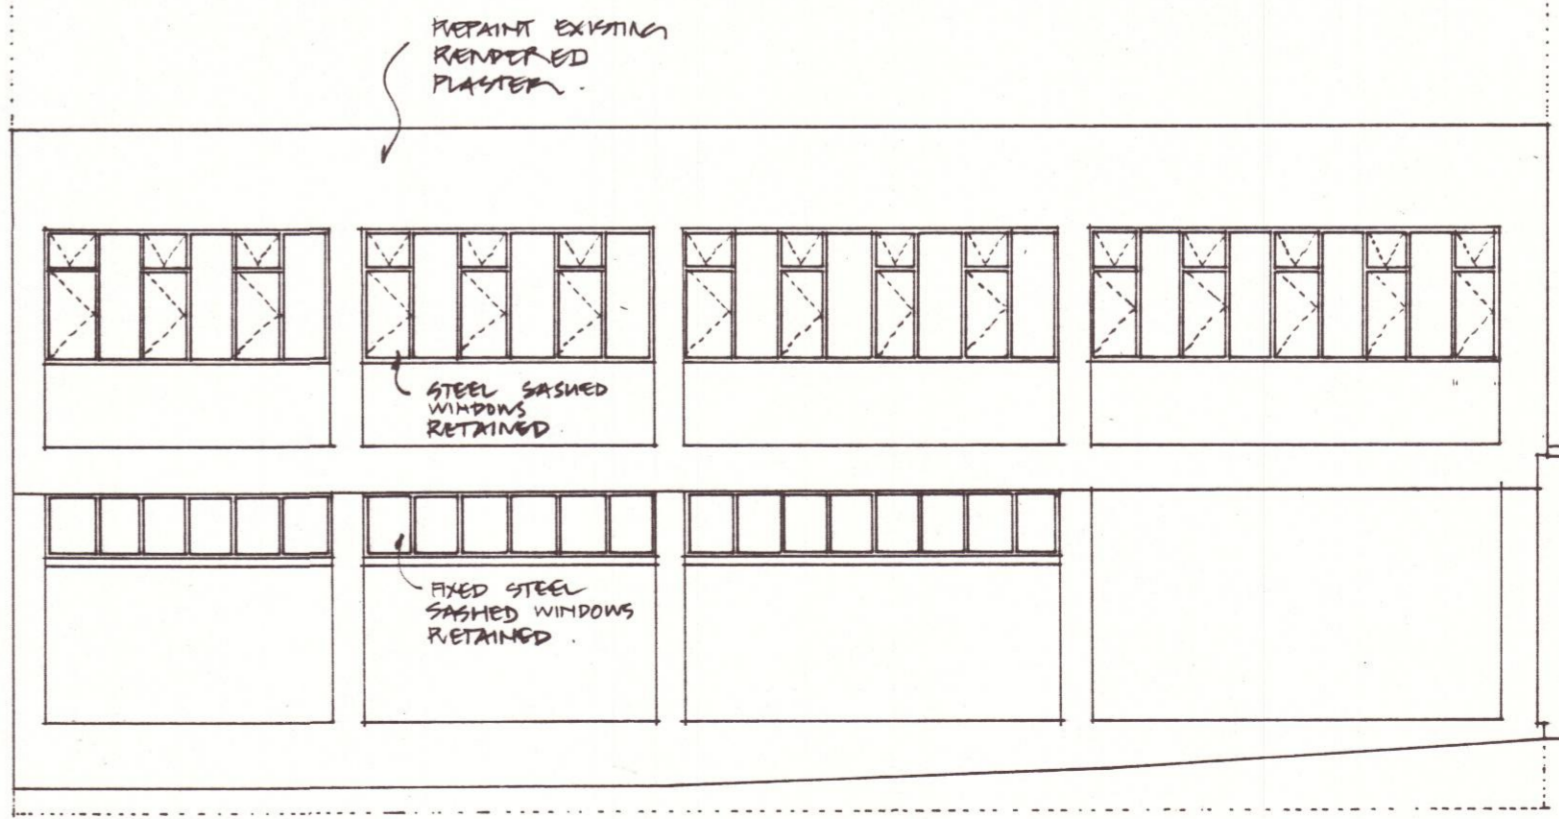 REPAINT EXISTING
RENDERED
PLASTER.
STEEL SASHED
WINDOWS
RETAINED
FIXED STEEL
SASHED WINDOWS
RETAINED.